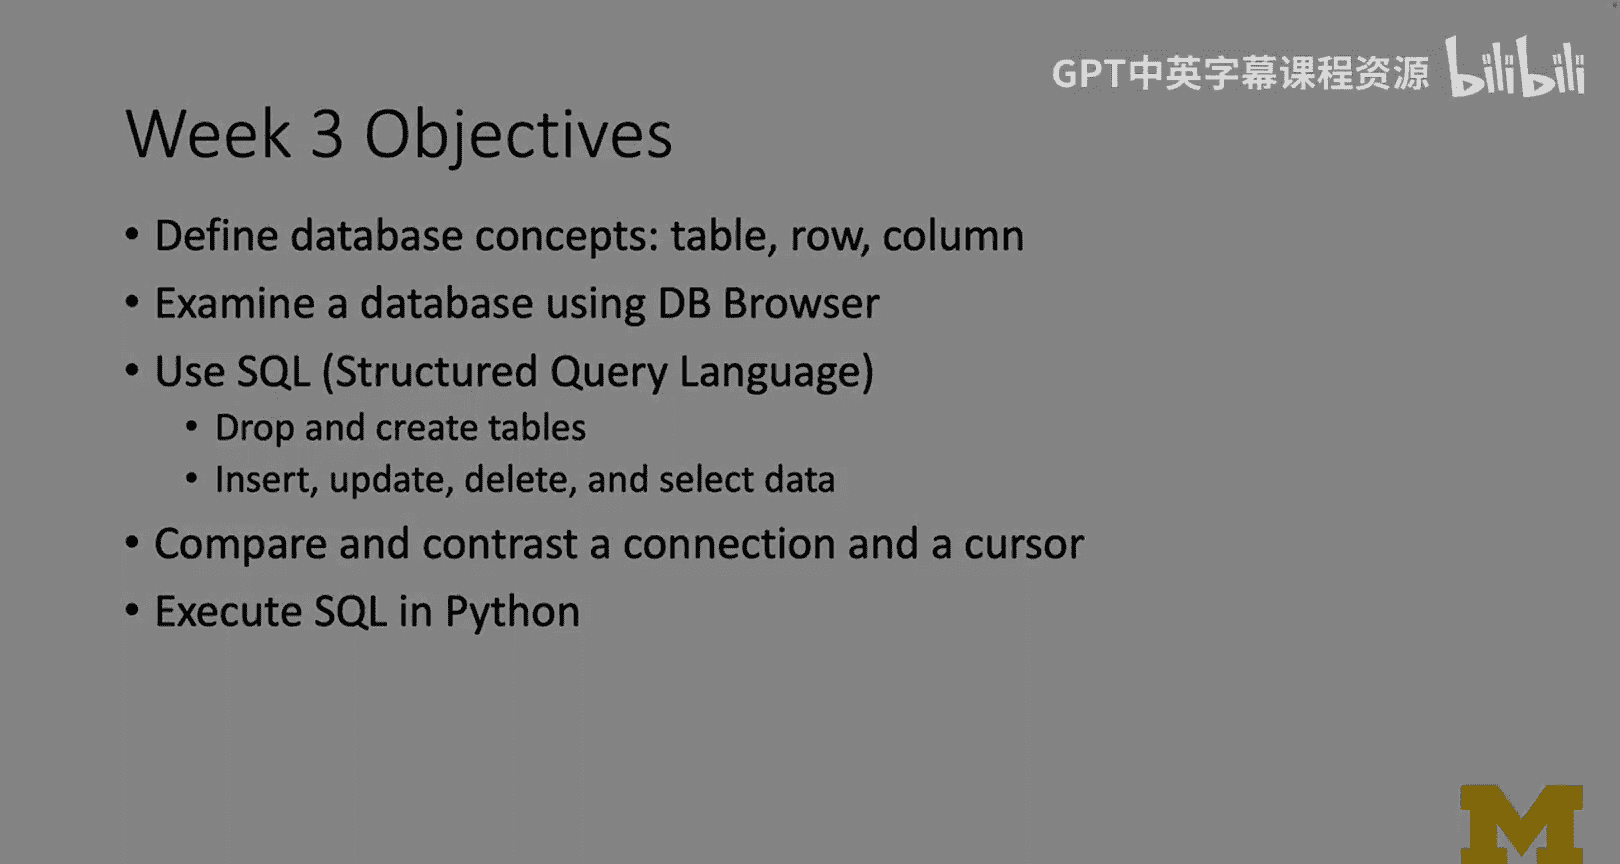 GPT中英字幕课程资源 bilibili
Week 3 Objectives
• Define database concepts: table, row, column
• Examine a database using DB Browser
• Use SQL (Structured Query Language)
• Drop and create tables
• Insert, update, delete, and select data
• Compare and contrast a connection and a cursor
• Execute SQL in Python
M